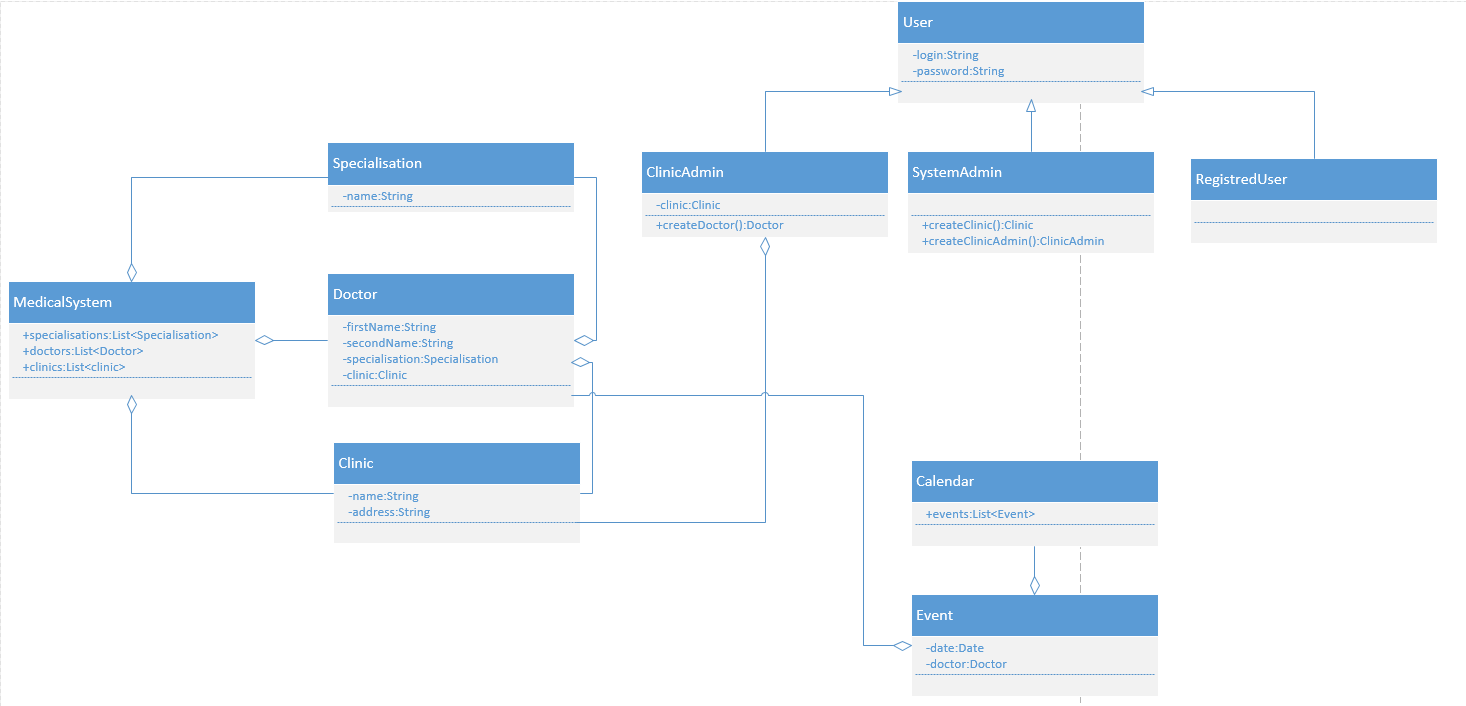 User
-login:String
-password:String
Specialisation
-name:String
ClinicAdmin
-clinic:Clinic
+createDoctor():Doctor
SystemAdmin
+createClinic():Clinic
+createClinicAdmin():ClinicAdmin
RegistredUser
MedicalSystem
+specialisations:List<Specialisation>
+doctors:List<Doctor>
+clinics:List<clinic>
Doctor
-firstName:String
-secondName:String
-specialisation:Specialisation
-clinic:Clinic
Clinic
-name:String
-address:String
Calendar
+events:List<Event>
Event
-date:Date
-doctor:Doctor